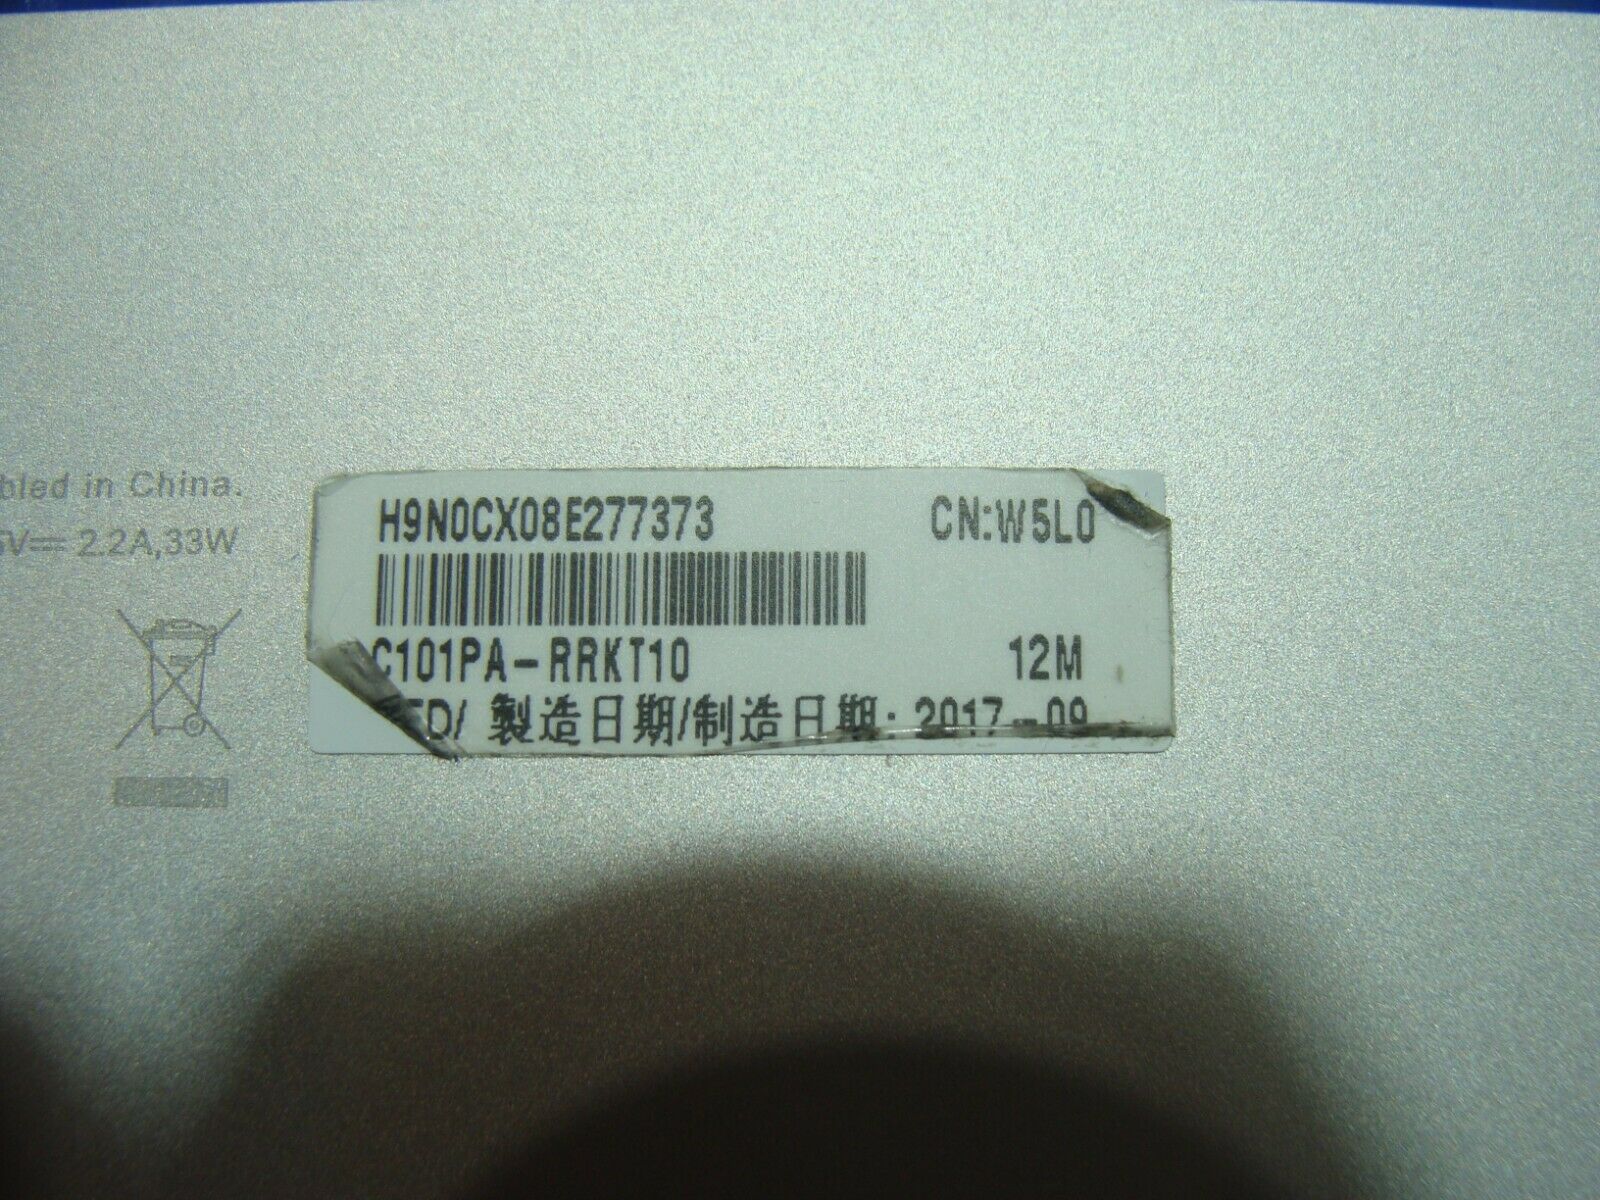 bled in China.
V⎓ 2.2A,33W
H9N0CX08E277373
CN:W5L0
C101PA-RRKT10
12M
製造日期/制造日期: 2017-09